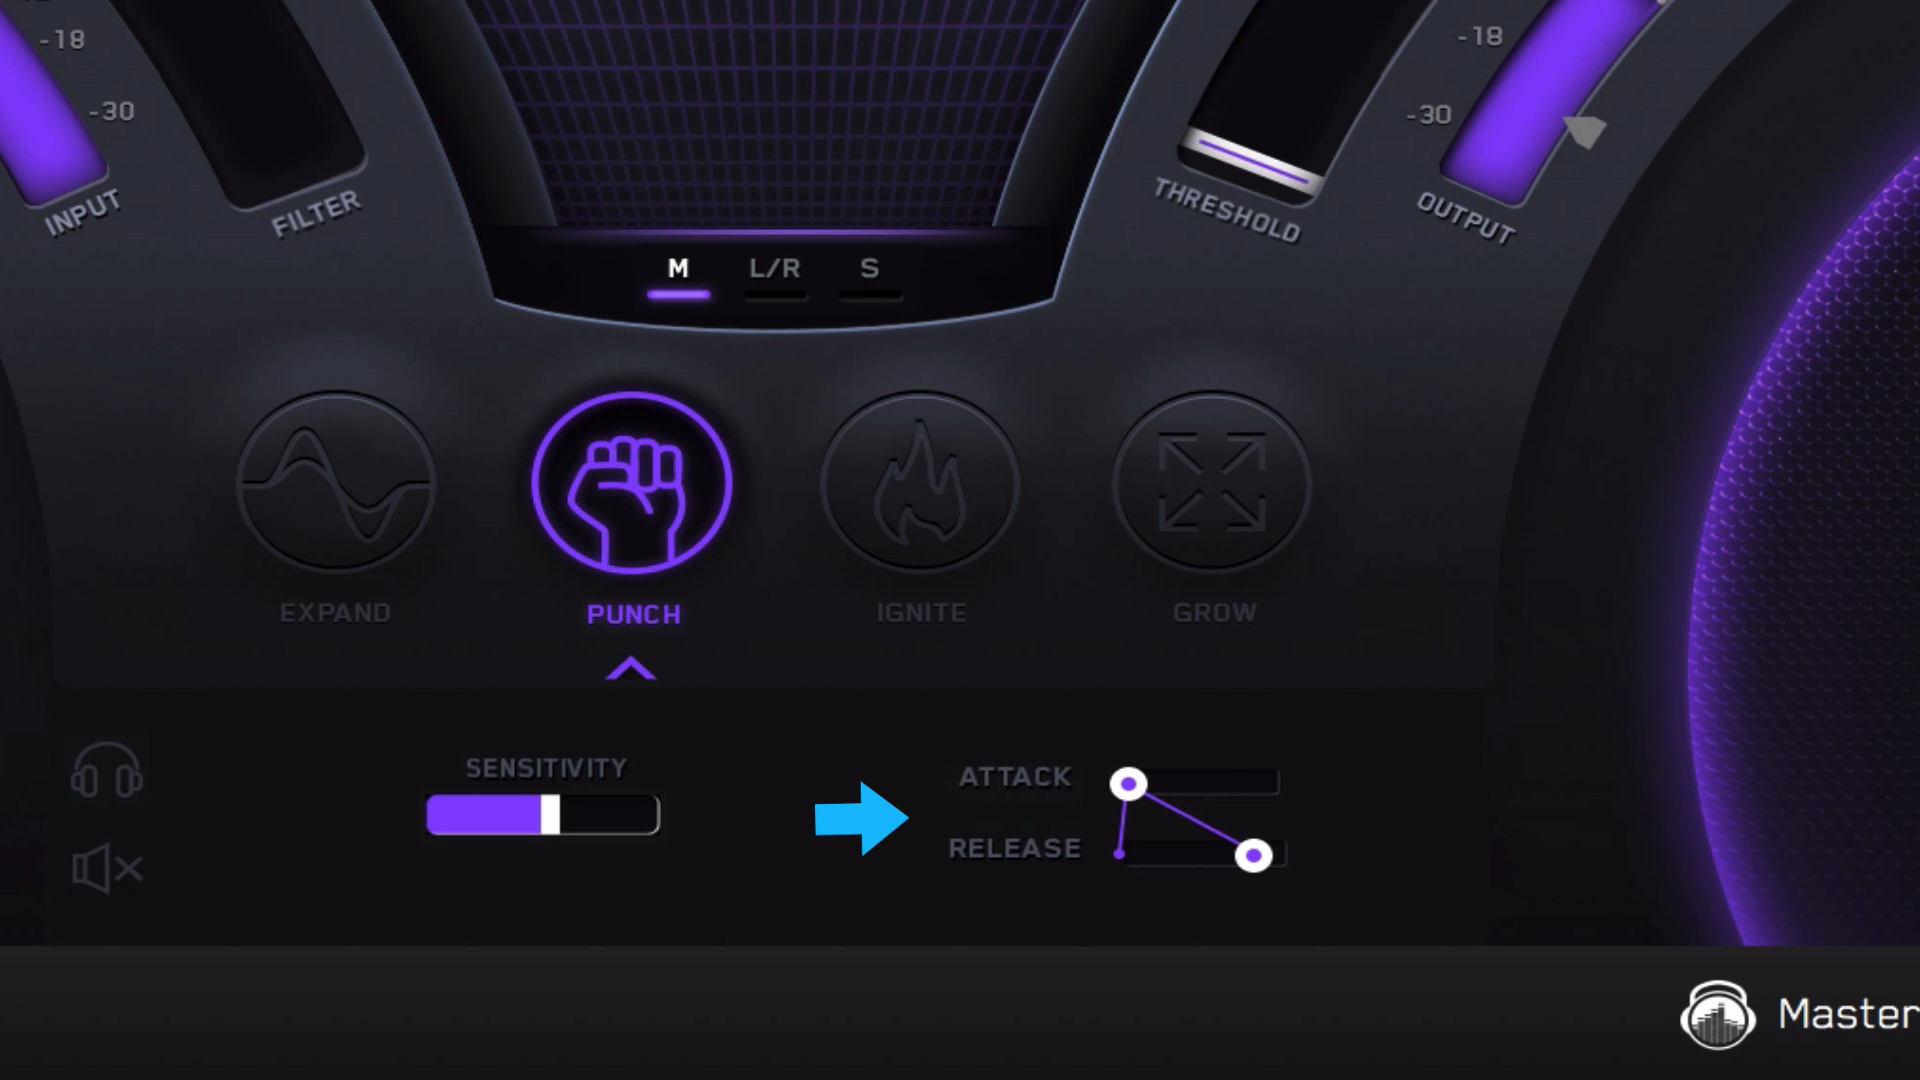 -18
-30
INPUT
FILTER
M L/R S
THRESHOLD
-18
-30
OUTPUT
EXPAND
PUNCH
IGNITE
GROW
SENSITIVITY
ATTACK
RELEASE
Master